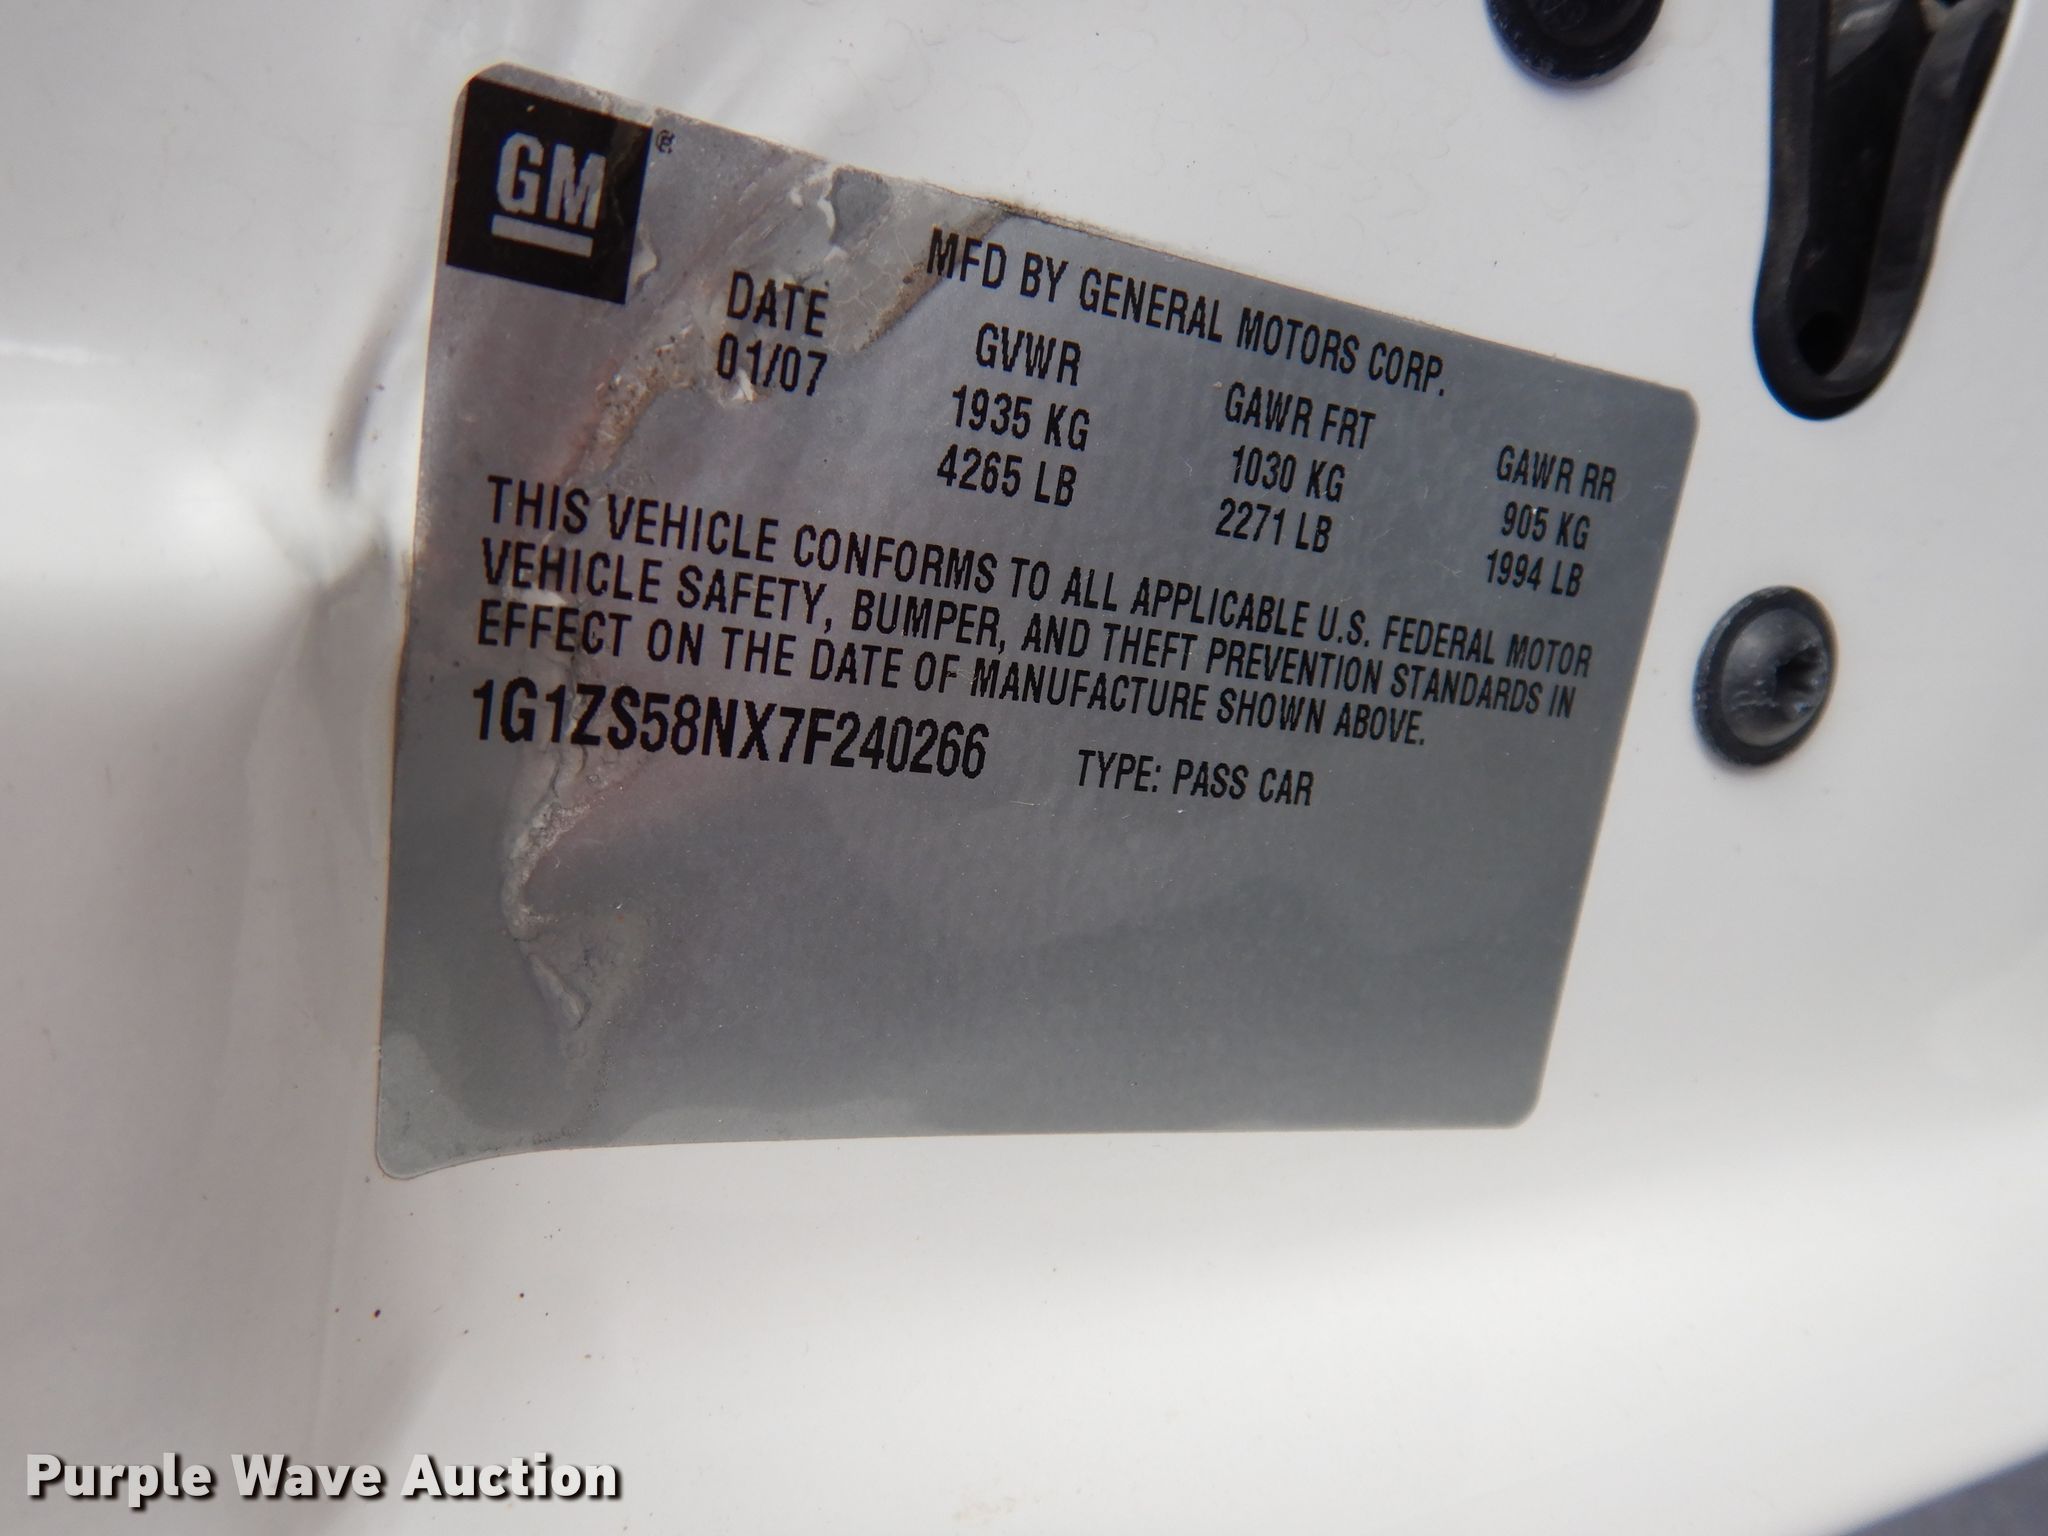 GM
MFD BY GENERAL MOTORS CORP.
DATE GVWR GAWR FRT GAWR RR
01/07 1935 KG 1030 KG 905 KG
4265 LB 2271 LB 1994 LB
THIS VEHICLE CONFORMS TO ALL APPLICABLE U.S. FEDERAL MOTOR
VEHICLE SAFETY, BUMPER, AND THEFT PREVENTION STANDARDS IN
EFFECT ON THE DATE OF MANUFACTURE SHOWN ABOVE.
1G1ZS58NX7F240266 TYPE: PASS CAR
Purple Wave Auction